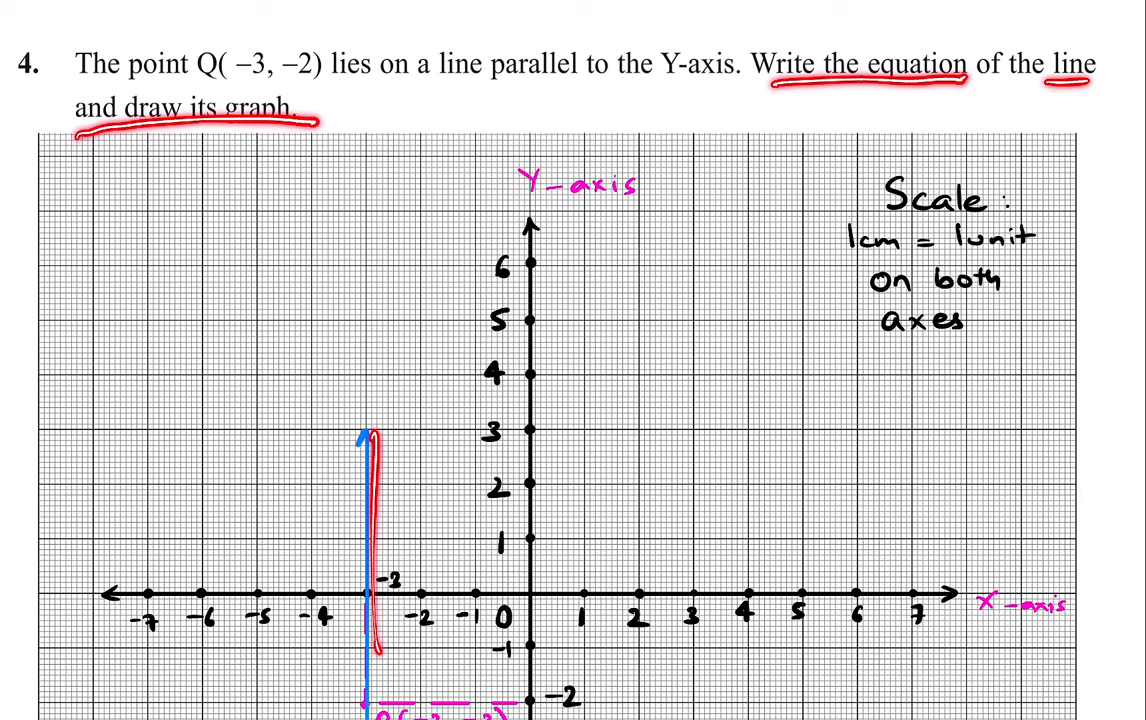 4. The point Q( –3, –2) lies on a line parallel to the Y-axis. Write the equation of the line
and draw its graph.
Y-axis
Scale:
1cm = 1unit
on both
axes
6
5
4
3
2
1
-3
-7 -6 -5 -4 -2 -1 0 1 2 3 4 5 6 7 X-axis
-1
-2
Q(-3,-2)